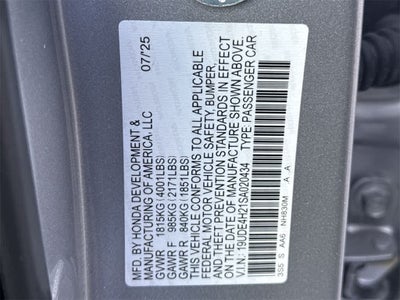 MFD. BY HONDA DEVELOPMENT & 07/'25
MANUFACTURING OF AMERICA, LLC
GVWR 1815KG(4001LBS)
GAWR F 985KG(2171LBS)
GAWR R 840KG(1851LBS)
THIS VEHICLE CONFORMS TO ALL APPLICABLE
FEDERAL MOTOR VEHICLE SAFETY, BUMPER,
AND THEFT PREVENTION STANDARDS IN EFFECT
ON THE DATE OF MANUFACTURE SHOWN ABOVE.
V.I.N.: 19UDE4H21SA020434 TYPE: PASSENGER CAR
3S5 S AA6 NH830M A A